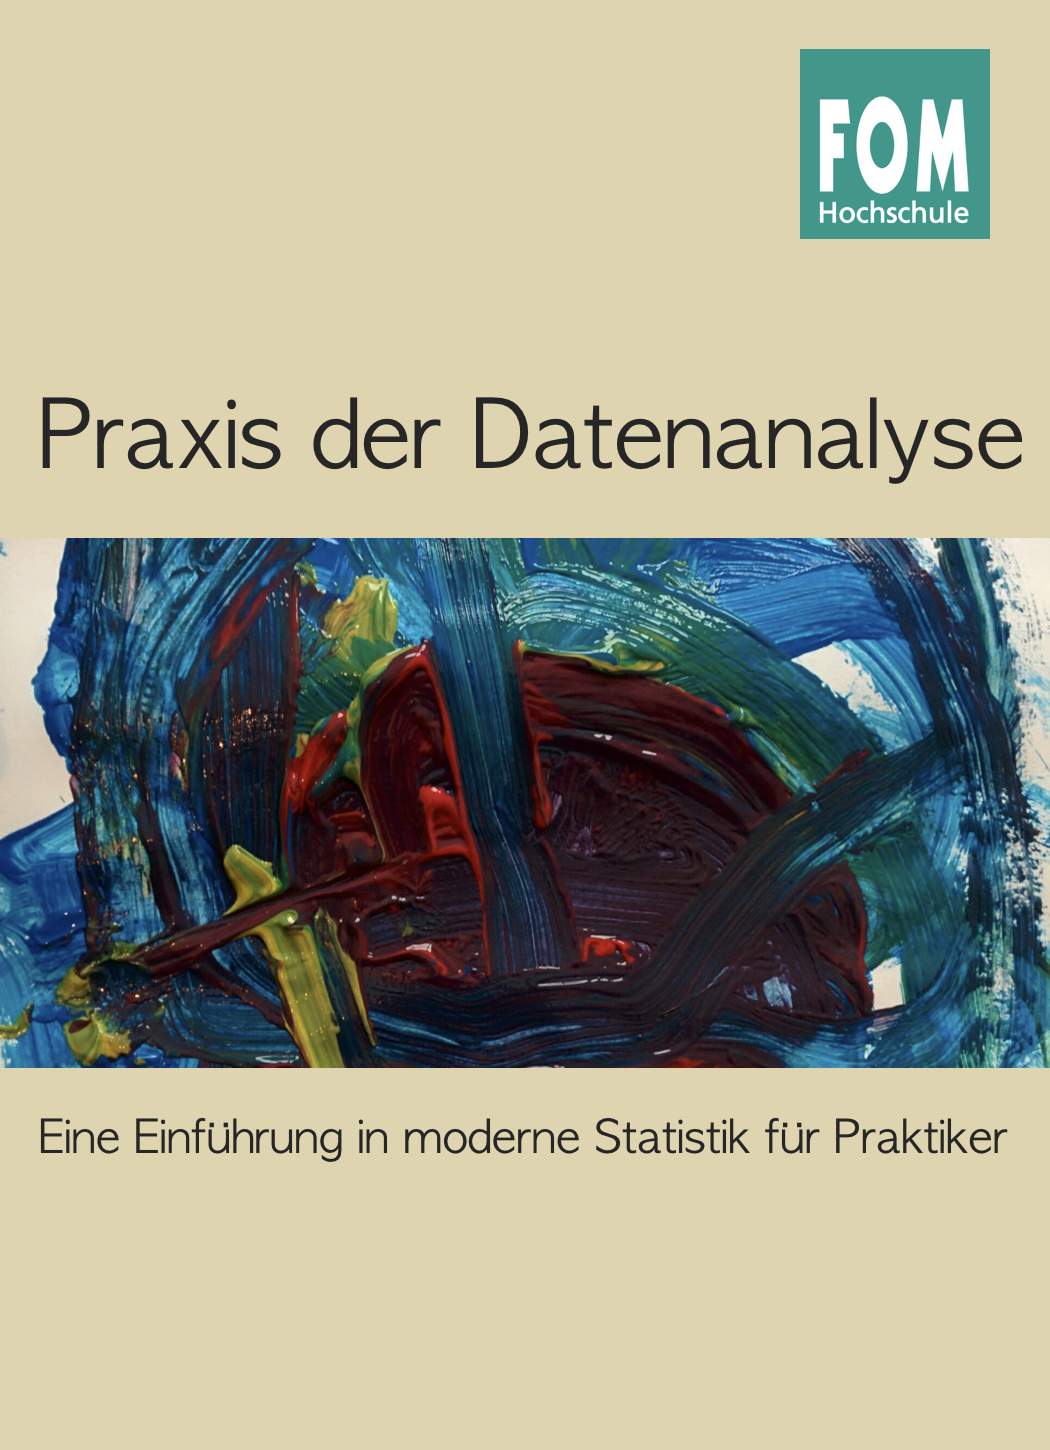 FOM
Hochschule
Praxis der Datenanalyse
Eine Einführung in moderne Statistik für Praktiker